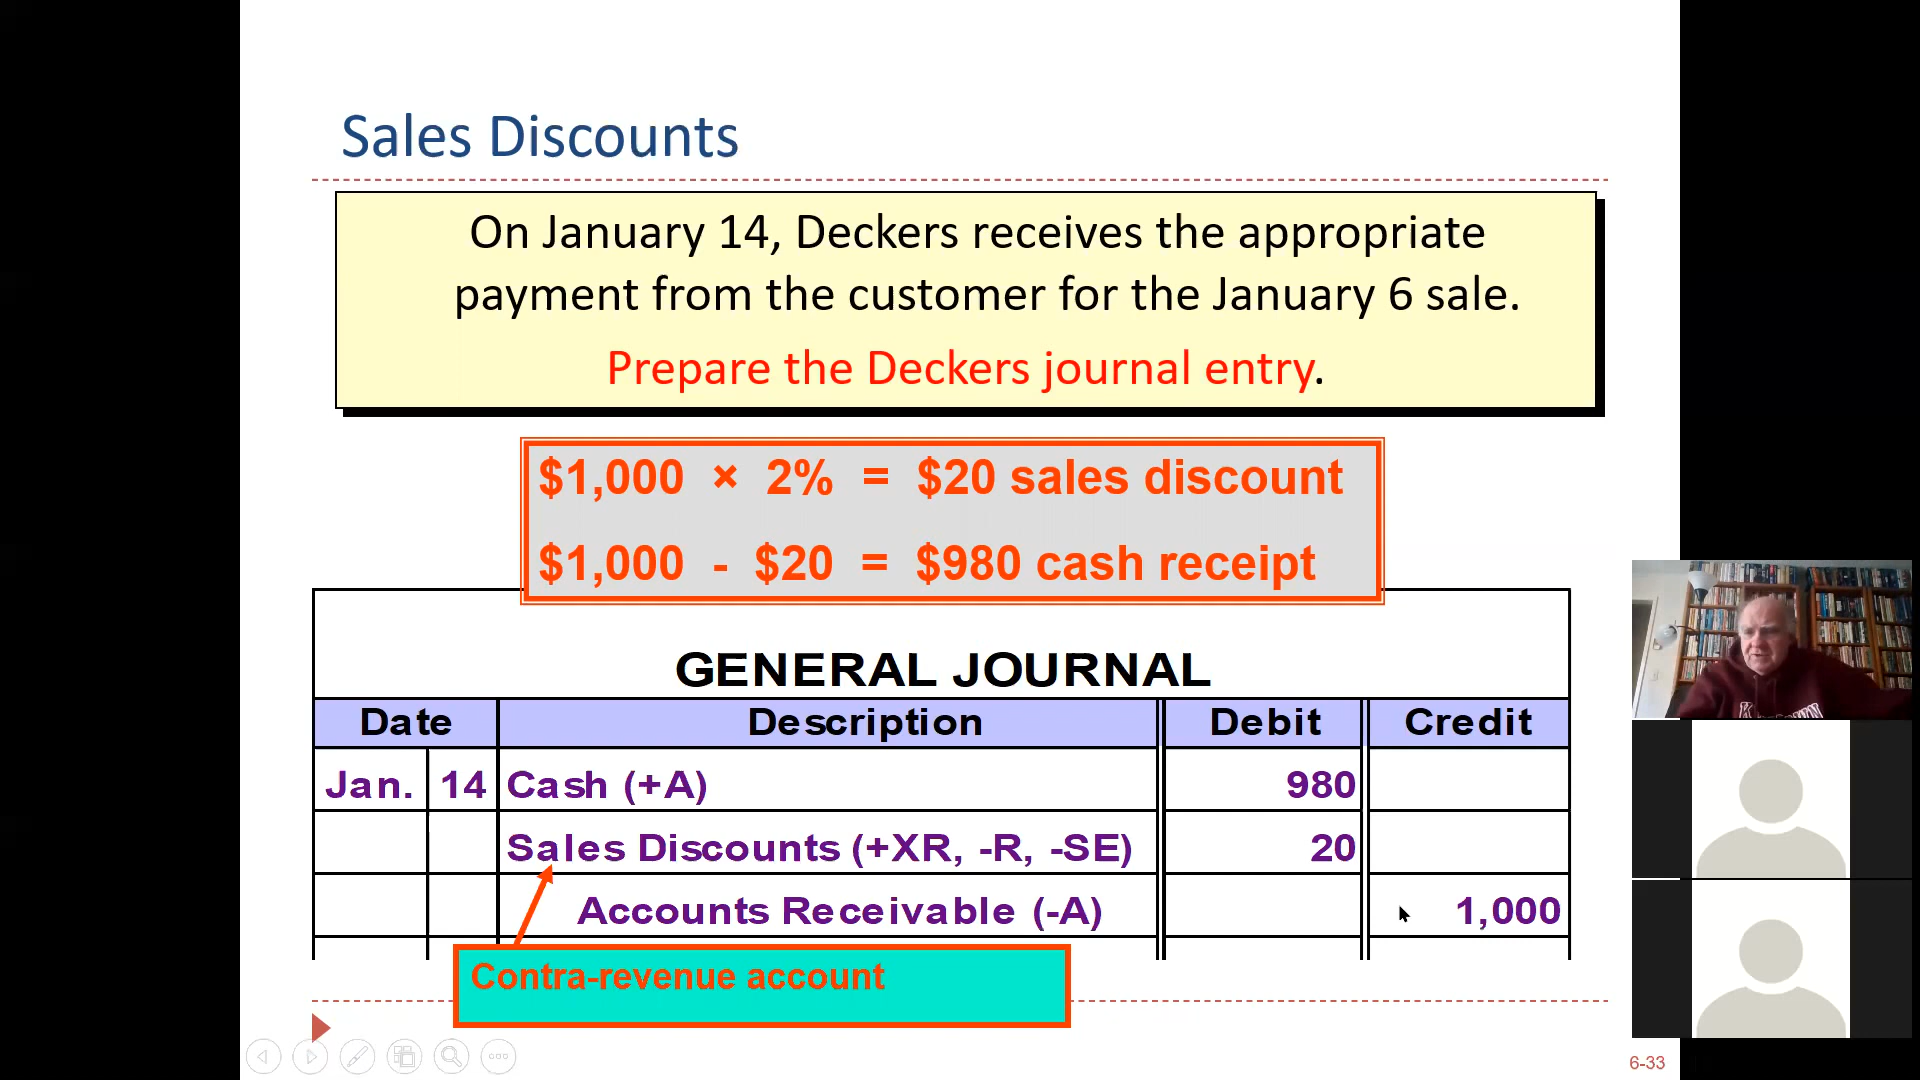 Sales Discounts
On January 14, Deckers receives the appropriate
payment from the customer for the January 6 sale.
Prepare the Deckers journal entry.
$1,000 × 2% = $20 sales discount
$1,000 - $20 = $980 cash receipt
GENERAL JOURNAL
Date Description Debit Credit
Jan. 14 Cash (+A) 980
Sales Discounts (+XR, -R, -SE) 20
Accounts Receivable (-A) 1,000
Contra-revenue account
6-33